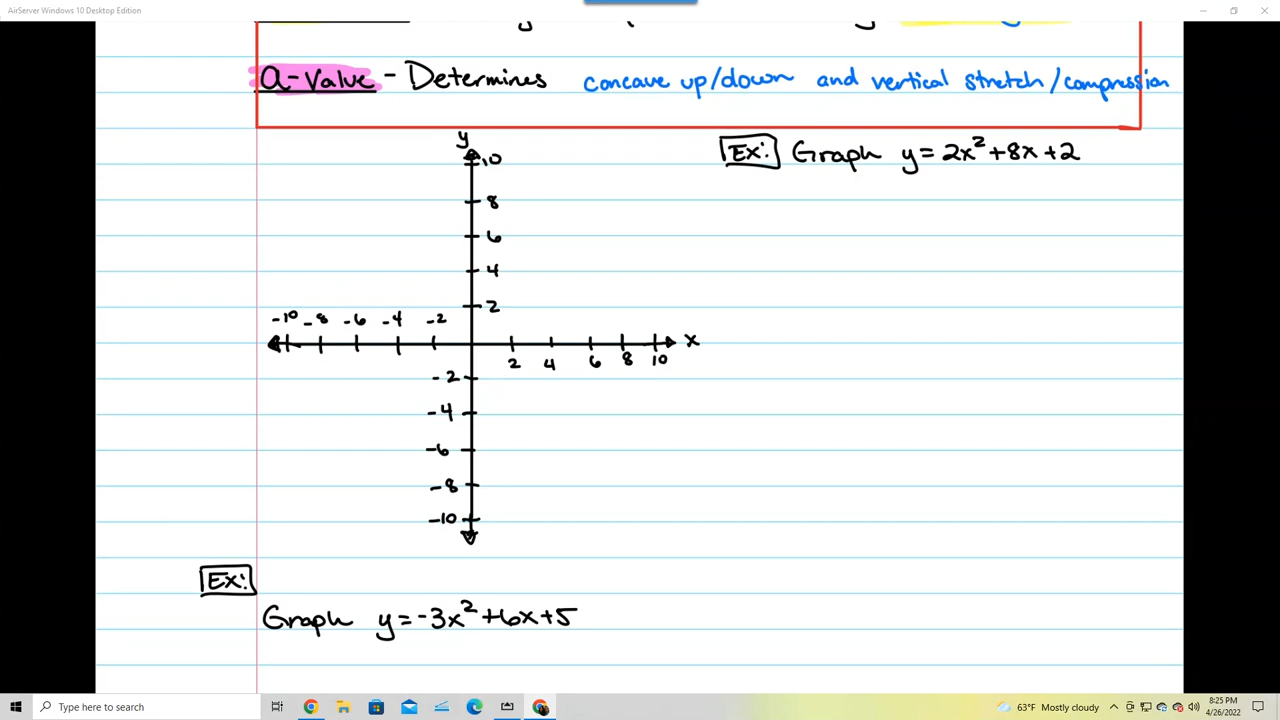 AirServer Windows 10 Desktop Edition
a-Value - Determines concave up/down and vertical stretch/compression
Ex: Graph y = 2x² + 8x + 2
y
10
8
6
4
2
-10 -8 -6 -4 -2
x
2 4 6 8 10
-2
-4
-6
-8
-10
Ex:
Graph y = -3x² + 6x + 5
Type here to search
63°F Mostly cloudy
8:25 PM
4/26/2022